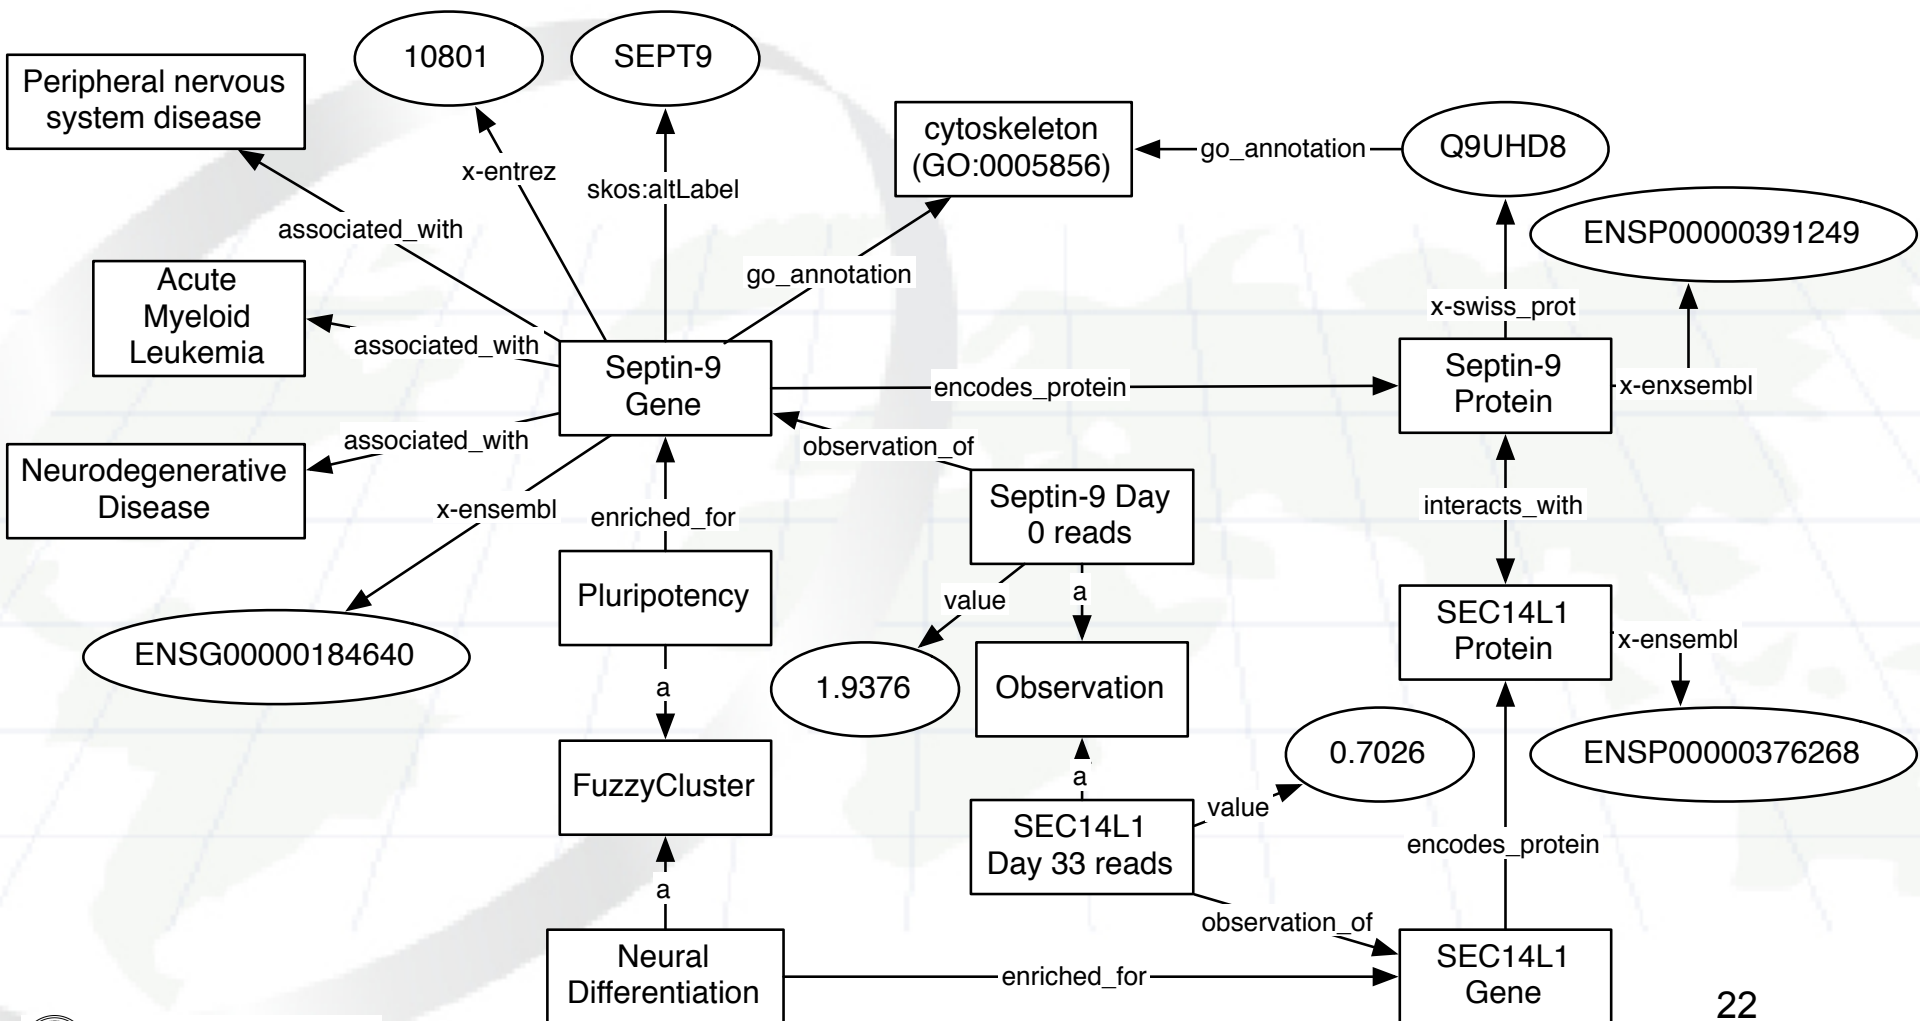 10801
SEPT9
Peripheral nervous
system disease
cytoskeleton
(GO:0005856)
go_annotation
Q9UHD8
x-entrez
skos:altLabel
associated_with
ENSP00000391249
Acute
Myeloid
Leukemia
go_annotation
x-swiss_prot
associated_with
Septin-9
Gene
encodes_protein
Septin-9
Protein
x-enxsembl
associated_with
observation_of
Neurodegenerative
Disease
x-ensembl
enriched_for
Septin-9 Day
0 reads
interacts_with
Pluripotency
value
a
SEC14L1
Protein
x-ensembl
ENSG00000184640
a
1.9376
Observation
0.7026
ENSP00000376268
FuzzyCluster
a
value
SEC14L1
Day 33 reads
encodes_protein
a
observation_of
Neural
Differentiation
enriched_for
SEC14L1
Gene
22